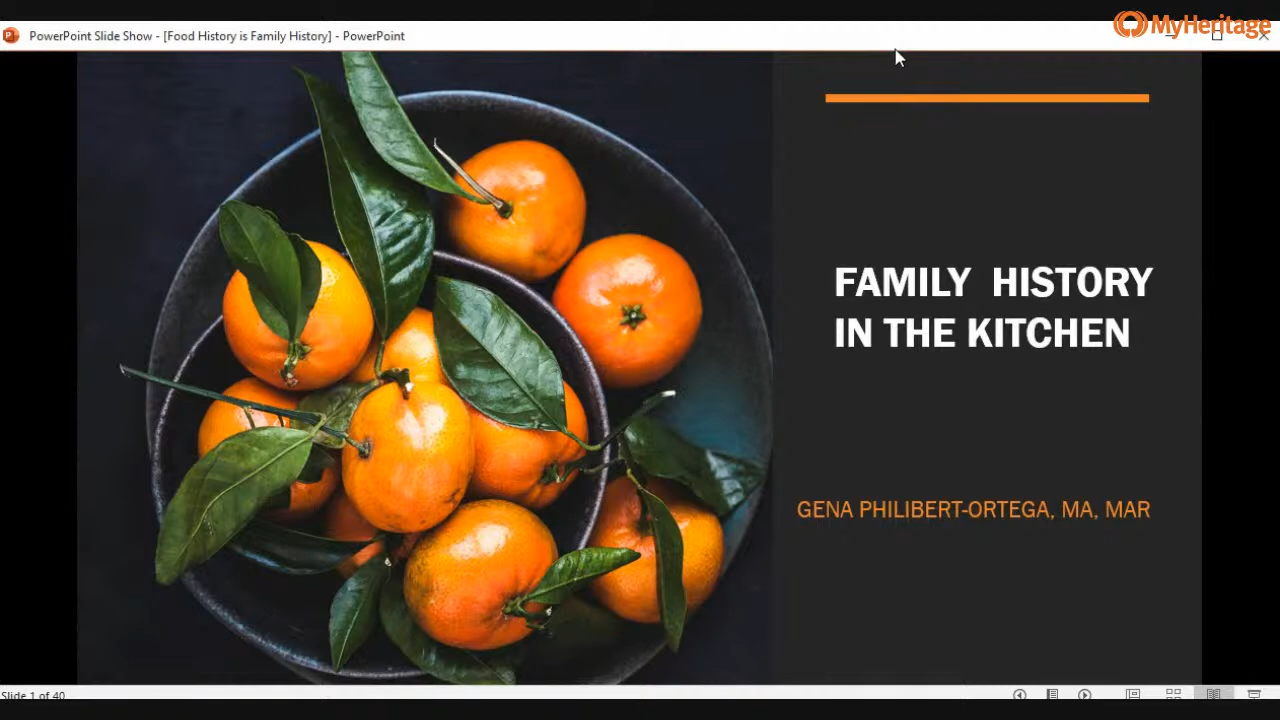 PowerPoint Slide Show - [Food History is Family History] - PowerPoint
MyHeritage
FAMILY HISTORY
IN THE KITCHEN
GENA PHILIBERT-ORTEGA, MA, MAR
Slide 1 of 40